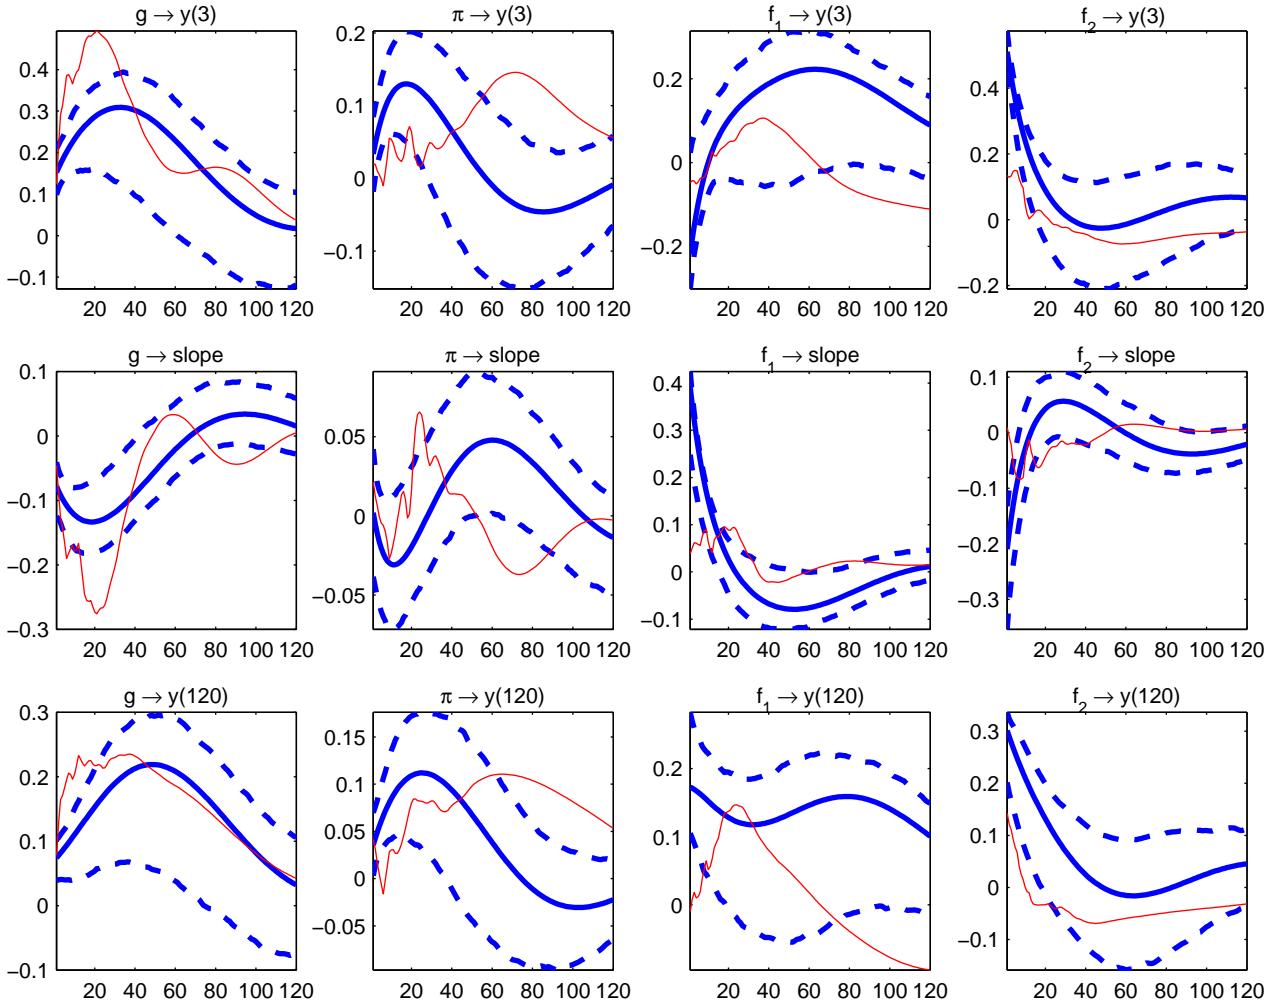 g → y(3) π → y(3) f₁ → y(3) f₂ → y(3)
0.4 0.3 0.2 0.1 0 −0.1
0.2 0.1 0 −0.1
0.2 0 −0.2
0.4 0.2 0 −0.2
20 40 60 80 100 120 20 40 60 80 100 120 20 40 60 80 100 120 20 40 60 80 100 120
g → slope π → slope f₁ → slope f₂ → slope
0.1 0 −0.1 −0.2 −0.3
0.05 0 −0.05
0.4 0.3 0.2 0.1 0 −0.1
0.1 0 −0.1 −0.2 −0.3
20 40 60 80 100 120 20 40 60 80 100 120 20 40 60 80 100 120 20 40 60 80 100 120
g → y(120) π → y(120) f₁ → y(120) f₂ → y(120)
0.3 0.2 0.1 0 −0.1
0.15 0.1 0.05 0 −0.05
0.2 0.1 0
0.3 0.2 0.1 0 −0.1
20 40 60 80 100 120 20 40 60 80 100 120 20 40 60 80 100 120 20 40 60 80 100 120